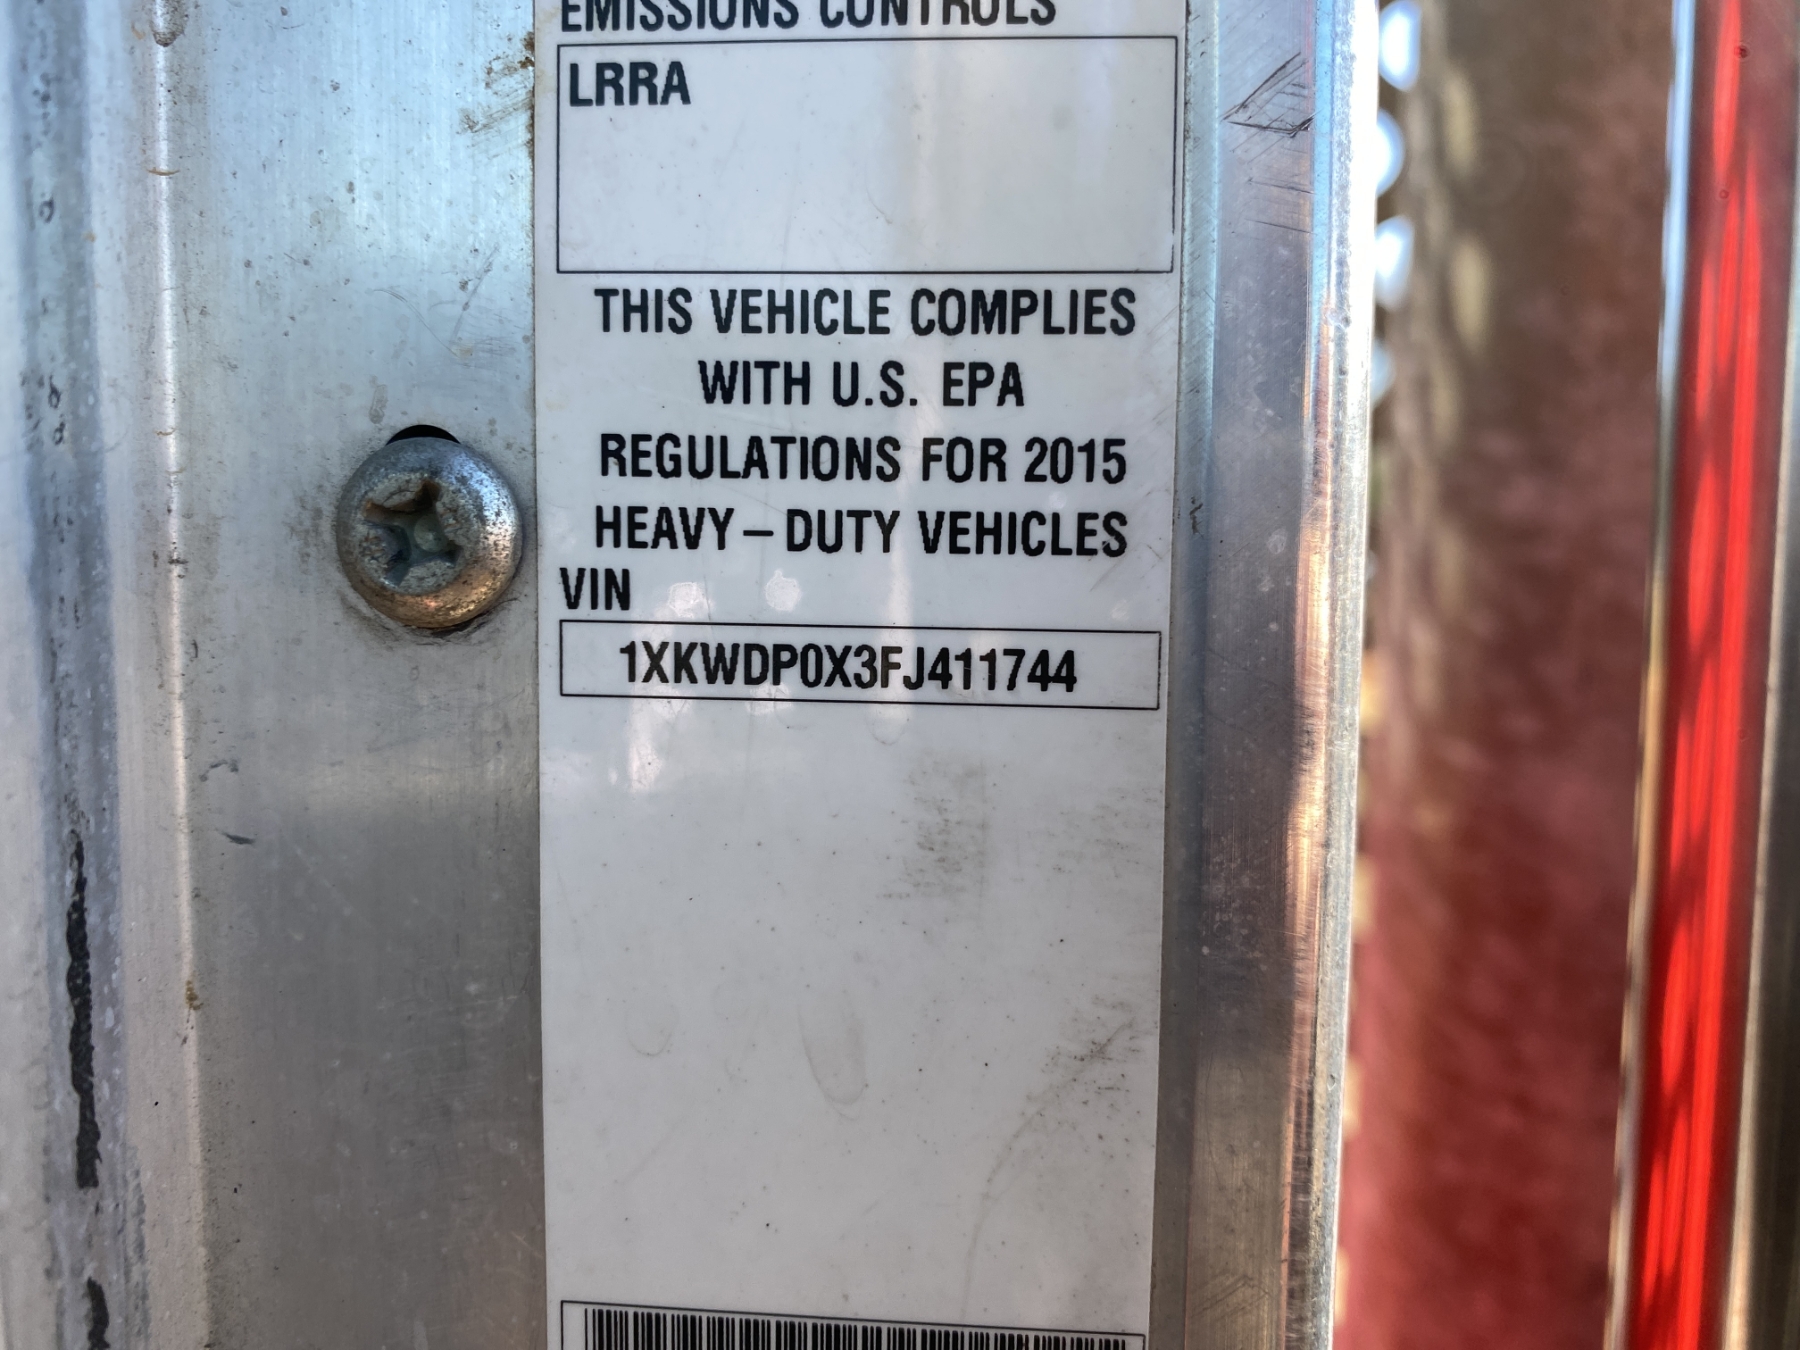 EMISSIONS CONTROLS
LRRA
THIS VEHICLE COMPLIES
WITH U.S. EPA
REGULATIONS FOR 2015
HEAVY – DUTY VEHICLES
VIN
1XKWDP0X3FJ411744